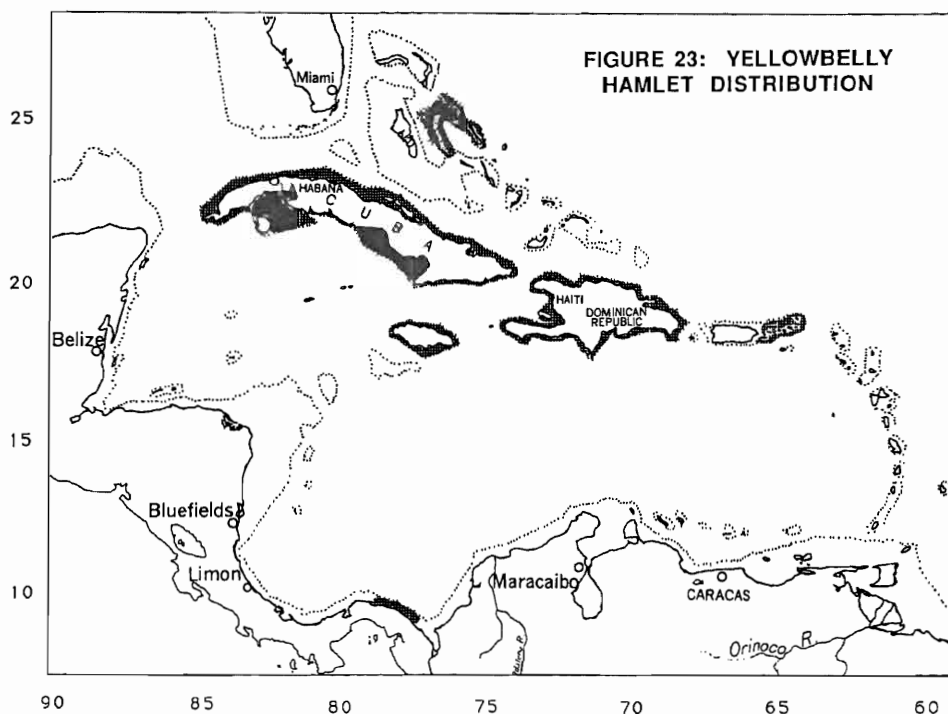 FIGURE 23: YELLOWBELLY
HAMLET DISTRIBUTION
Miami
25
HABANA
CUBA
20
HAITI
DOMINICAN
REPUBLIC
Belize
15
Bluefields
Limon
Maracaibo
CARACAS
10
Orinoco R.
90 85 80 75 70 65 60